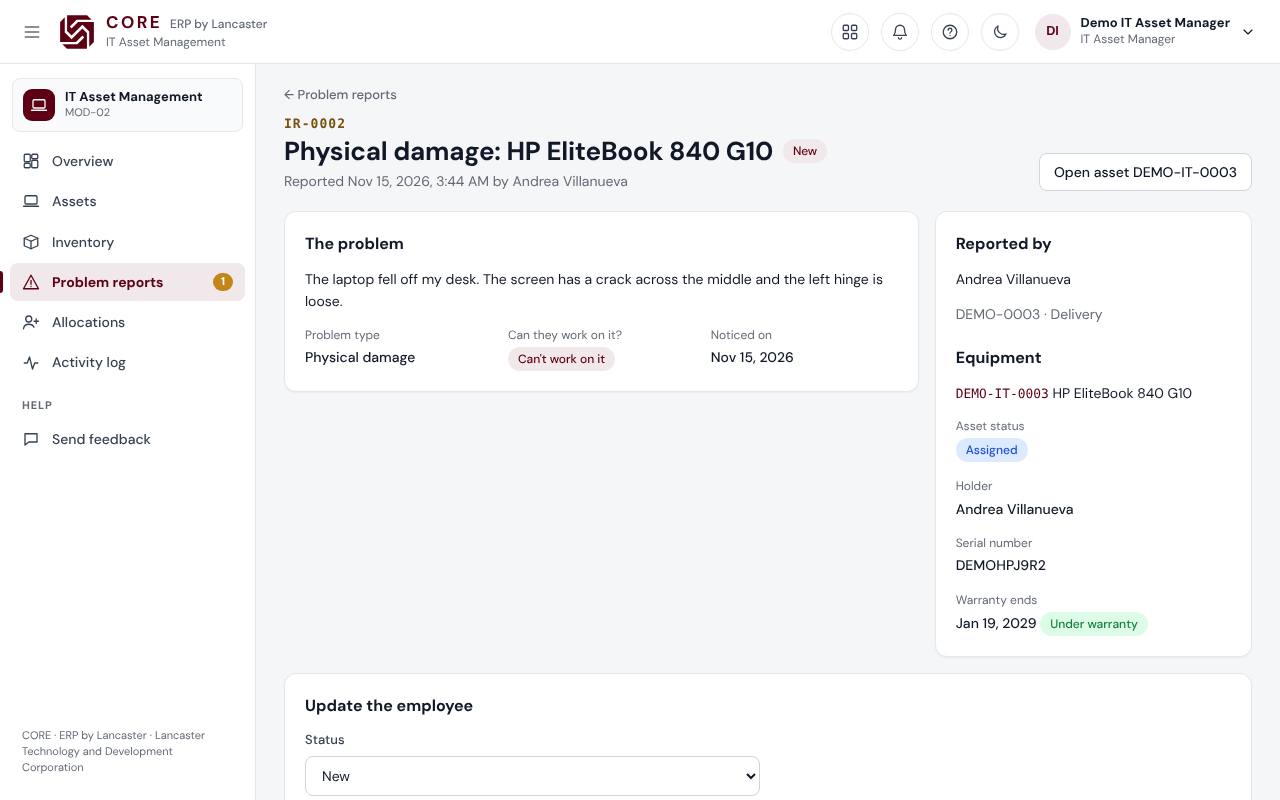 CORE ERP by Lancaster
IT Asset Management
DI
Demo IT Asset Manager
IT Asset Manager
IT Asset Management
MOD-02
Overview
Assets
Inventory
Problem reports 1
Allocations
Activity log
HELP
Send feedback
CORE · ERP by Lancaster · Lancaster
Technology and Development
Corporation
← Problem reports
IR-0002
Physical damage: HP EliteBook 840 G10 New
Reported Nov 15, 2026, 3:44 AM by Andrea Villanueva
Open asset DEMO-IT-0003
The problem
The laptop fell off my desk. The screen has a crack across the middle and the left hinge is
loose.
Problem type
Physical damage
Can they work on it?
Can't work on it
Noticed on
Nov 15, 2026
Reported by
Andrea Villanueva
DEMO-0003 · Delivery
Equipment
DEMO-IT-0003 HP EliteBook 840 G10
Asset status
Assigned
Holder
Andrea Villanueva
Serial number
DEMOHPJ9R2
Warranty ends
Jan 19, 2029 Under warranty
Update the employee
Status
New